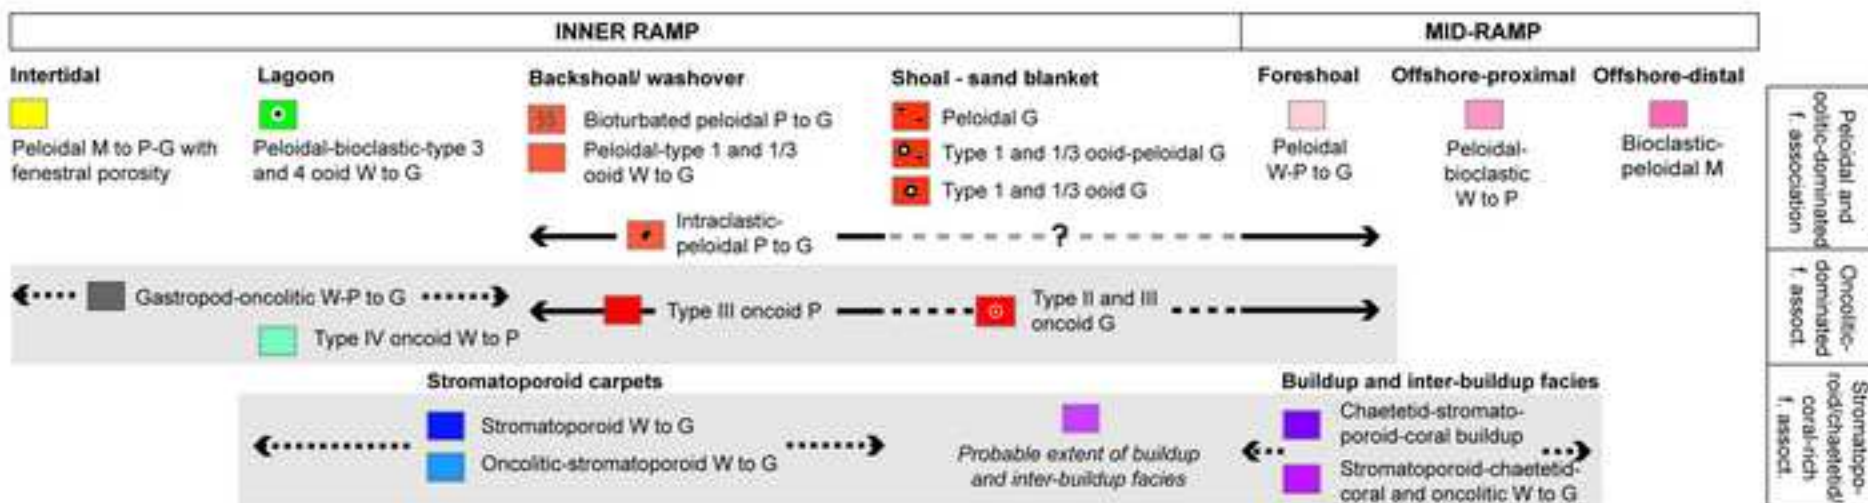 INNER RAMP
MID-RAMP
Intertidal
Peloidal M to P-G with
fenestral porosity
Lagoon
Peloidal-bioclastic-type 3
and 4 ooid W to G
Backshoal/ washover
Bioturbated peloidal P to G
Peloidal-type 1 and 1/3
ooid W to G
Shoal - sand blanket
Peloidal G
Type 1 and 1/3 ooid-peloidal G
Type 1 and 1/3 ooid G
Foreshoal
Peloidal
W-P to G
Offshore-proximal
Peloidal-
bioclastic
W to P
Offshore-distal
Bioclastic-
peloidal M
Peloidal and
oolitic-dominated
f. association
Intraclastic-
peloidal P to G
?
Gastropod-oncolitic W-P to G
Type IV oncoid W to P
Type III oncoid P
Type II and III
oncoid G
Oncolitic-
dominated
f. assoct.
Stromatoporoid carpets
Stromatoporoid W to G
Oncolitic-stromatoporoid W to G
Probable extent of buildup
and inter-buildup facies
Buildup and inter-buildup facies
Chaetetid-stromato-
poroid-coral buildup
Stromatoporoid-chaetetid-
coral and oncolitic W to G
Stromatopo-
roid/chaetetid/
coral-rich
f. assoct.